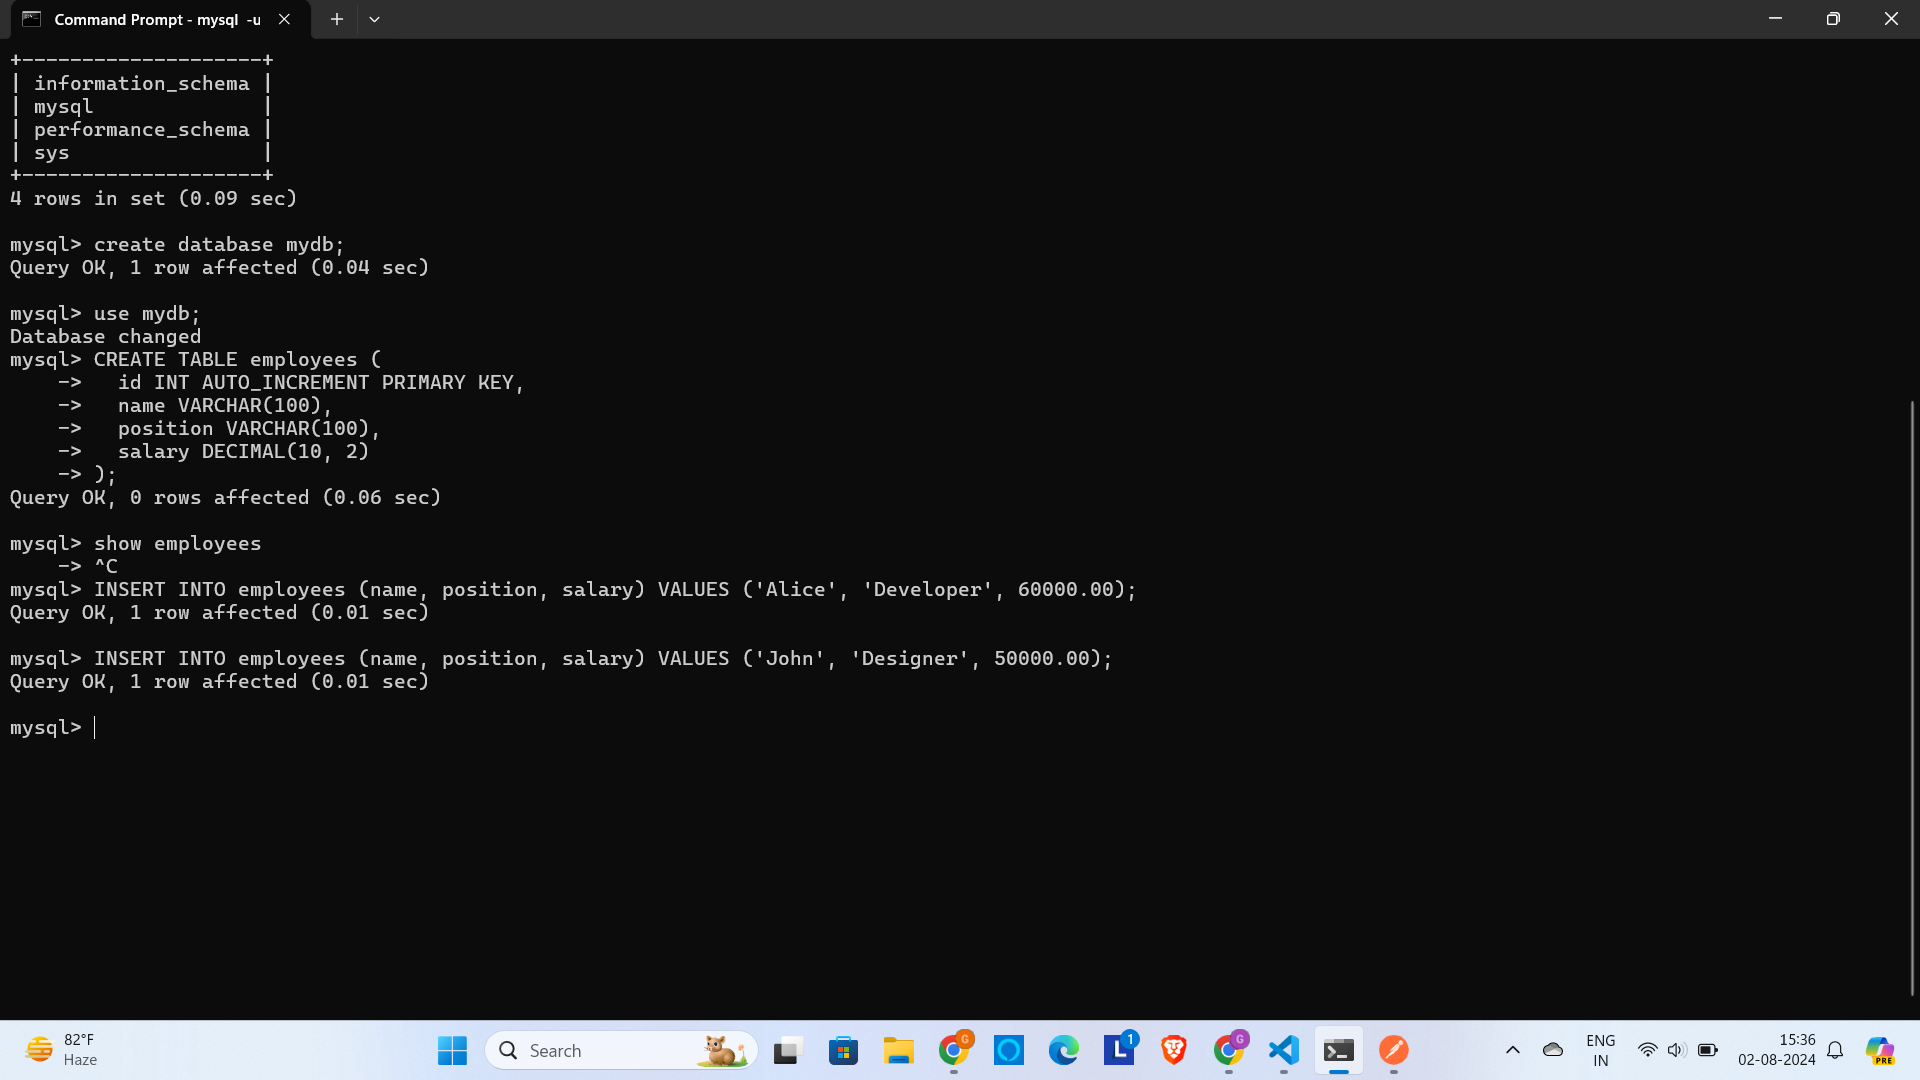 Command Prompt - mysql -u
+--------------------+
| information_schema |
| mysql              |
| performance_schema |
| sys                |
+--------------------+
4 rows in set (0.09 sec)
mysql> create database mydb;
Query OK, 1 row affected (0.04 sec)
mysql> use mydb;
Database changed
mysql> CREATE TABLE employees (
    ->   id INT AUTO_INCREMENT PRIMARY KEY,
    ->   name VARCHAR(100),
    ->   position VARCHAR(100),
    ->   salary DECIMAL(10, 2)
    -> );
Query OK, 0 rows affected (0.06 sec)
mysql> show employees
    -> ^C
mysql> INSERT INTO employees (name, position, salary) VALUES ('Alice', 'Developer', 60000.00);
Query OK, 1 row affected (0.01 sec)
mysql> INSERT INTO employees (name, position, salary) VALUES ('John', 'Designer', 50000.00);
Query OK, 1 row affected (0.01 sec)
mysql>
82°F
Haze
Search
G
L
1
G
ENG
IN
15:36
02-08-2024
PRE